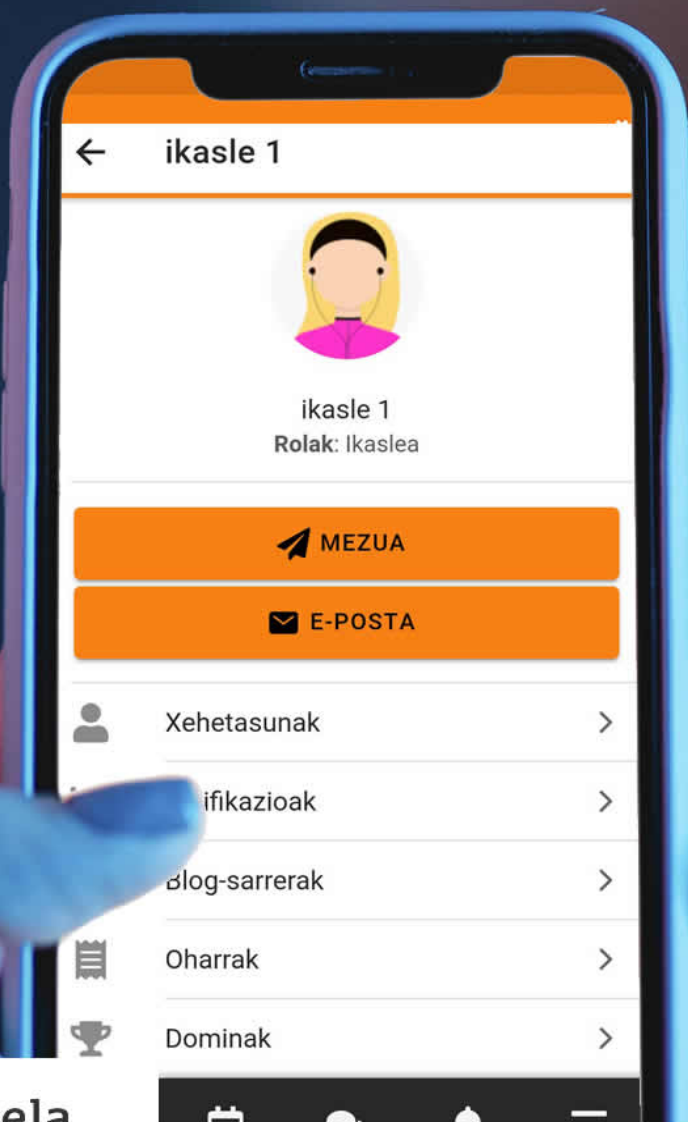 ikasle 1
ikasle 1
Rolak: Ikaslea
MEZUA
E-POSTA
Xehetasunak
Blog-sarrerak
Oharrak
Dominak